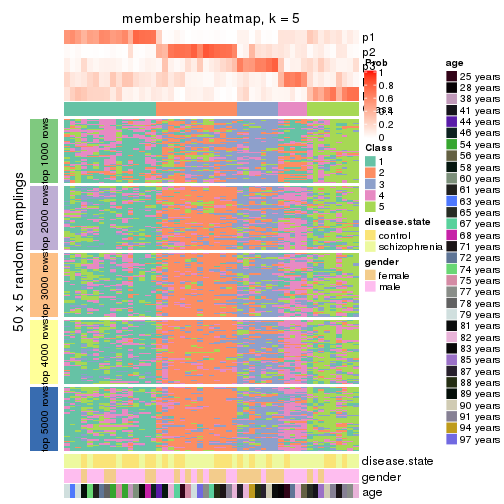 membership heatmap, k = 5
p1
p2
p3
Prob
1
0.8
0.6
0.4
0.2
0
Class
1
2
3
4
5
disease.state
control
schizophrenia
gender
female
male
age
25 years
28 years
38 years
41 years
44 years
46 years
54 years
56 years
58 years
60 years
61 years
63 years
65 years
67 years
68 years
71 years
72 years
74 years
75 years
77 years
78 years
79 years
81 years
82 years
83 years
85 years
87 years
88 years
89 years
90 years
91 years
94 years
97 years
50 x 5 random samplings
top 1000 rows
top 2000 rows
top 3000 rows
top 4000 rows
top 5000 rows
disease.state
gender
age